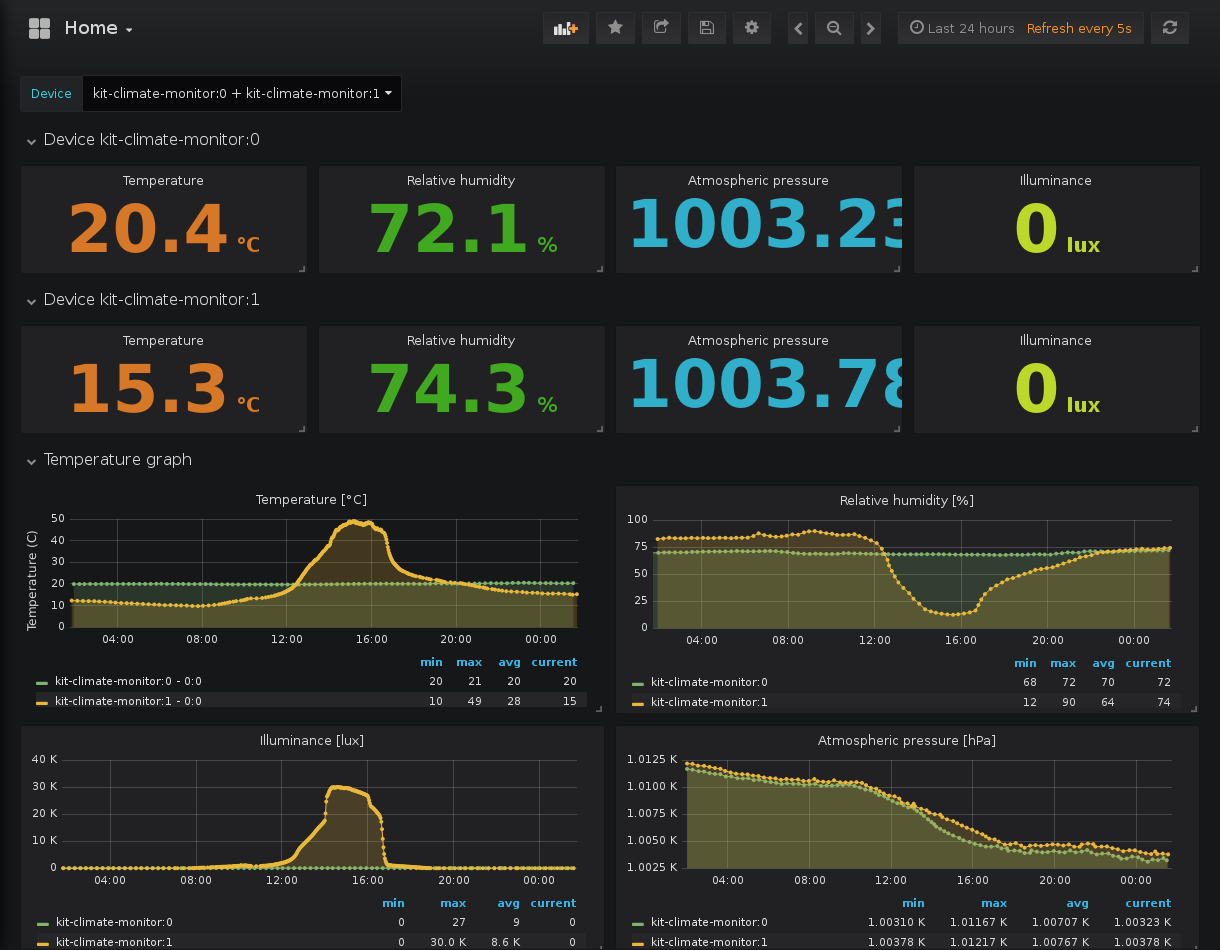 Home
Last 24 hours Refresh every 5s
Device kit-climate-monitor:0 + kit-climate-monitor:1
Device kit-climate-monitor:0
Temperature Relative humidity Atmospheric pressure Illuminance
20.4 °C 72.1 % 1003.23 0 lux
Device kit-climate-monitor:1
Temperature Relative humidity Atmospheric pressure Illuminance
15.3 °C 74.3 % 1003.78 0 lux
Temperature graph
Temperature [°C]
Temperature (C)
50
40
30
20
10
0
04:00 08:00 12:00 16:00 20:00 00:00
min max avg current
kit-climate-monitor:0 - 0:0 20 21 20 20
kit-climate-monitor:1 - 0:0 10 49 28 15
Relative humidity [%]
100
75
50
25
0
04:00 08:00 12:00 16:00 20:00 00:00
min max avg current
kit-climate-monitor:0 68 72 70 72
kit-climate-monitor:1 12 90 64 74
Illuminance [lux]
40 K
30 K
20 K
10 K
0
04:00 08:00 12:00 16:00 20:00 00:00
min max avg current
kit-climate-monitor:0 0 27 9 0
kit-climate-monitor:1 0 30.0 K 8.6 K 0
Atmospheric pressure [hPa]
1.0125 K
1.0100 K
1.0075 K
1.0050 K
1.0025 K
04:00 08:00 12:00 16:00 20:00 00:00
min max avg current
kit-climate-monitor:0 1.00310 K 1.01167 K 1.00707 K 1.00323 K
kit-climate-monitor:1 1.00378 K 1.01217 K 1.00767 K 1.00378 K